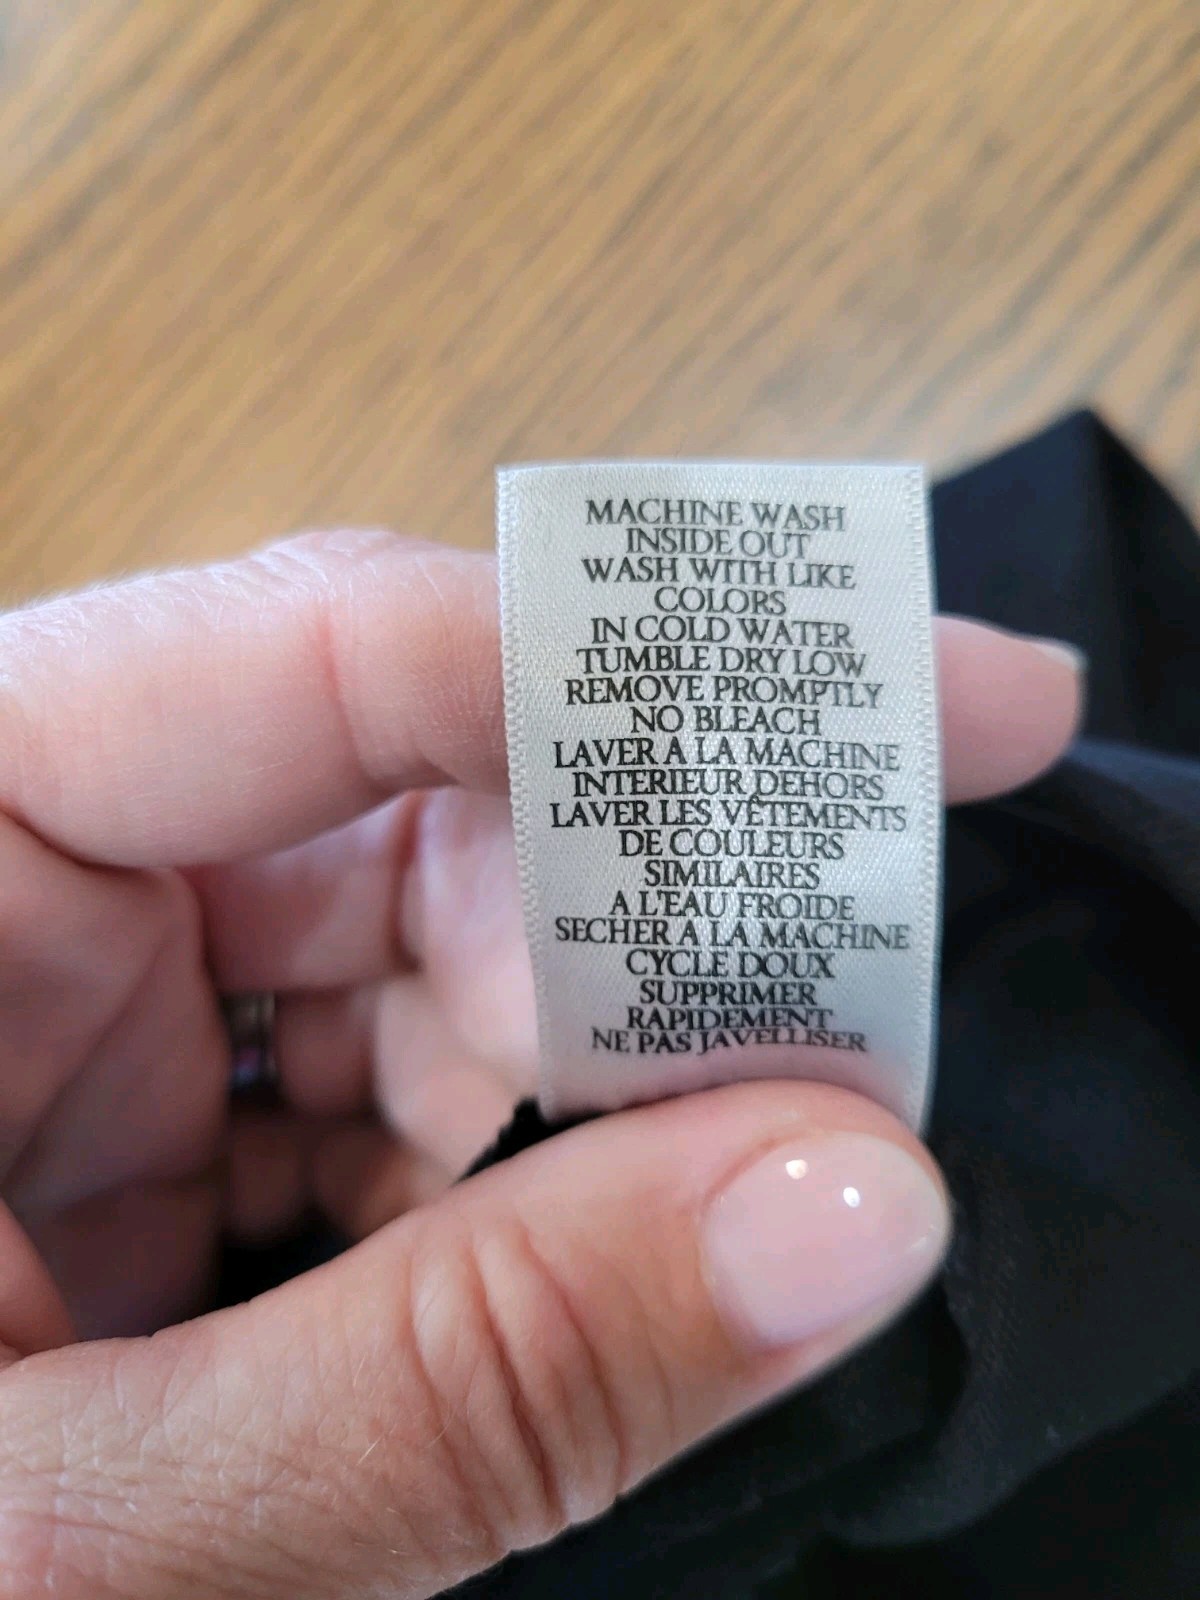 MACHINE WASH
INSIDE OUT
WASH WITH LIKE
COLORS
IN COLD WATER
TUMBLE DRY LOW
REMOVE PROMPTLY
NO BLEACH
LAVER A LA MACHINE
INTERIEUR DEHORS
LAVER LES VÊTEMENTS
DE COULEURS
SIMILAIRES
A L'EAU FROIDE
SECHER A LA MACHINE
CYCLE DOUX
SUPPRIMER
RAPIDEMENT
NE PAS JAVELLISER